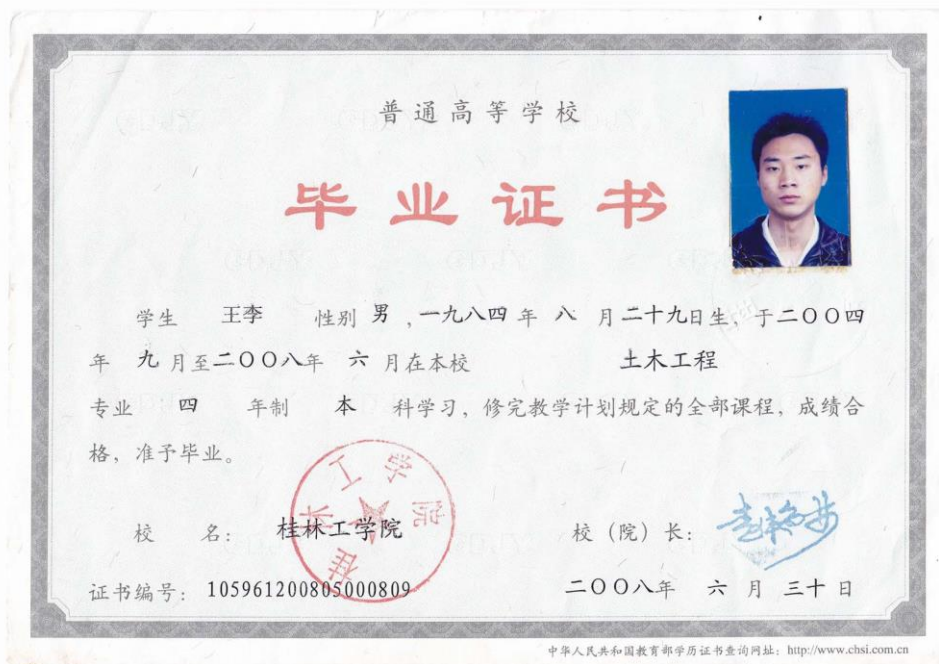 普通高等学校
毕业证书
学生 王李 性别 男 ,一九八四 年 八 月 二十九日生 于二〇〇四
年 九 月至二〇〇八年 六 月在本校 土木工程
专业 四 年制 本 科学习，修完教学计划规定的全部课程，成绩合
格，准予毕业。
桂林工学院
校 名： 桂林工学院 校（院）长：
证书编号： 105961200805000809 二〇〇八年 六 月 三十 日
中华人民共和国教育部学历证书查询网址：http://www.chsi.com.cn